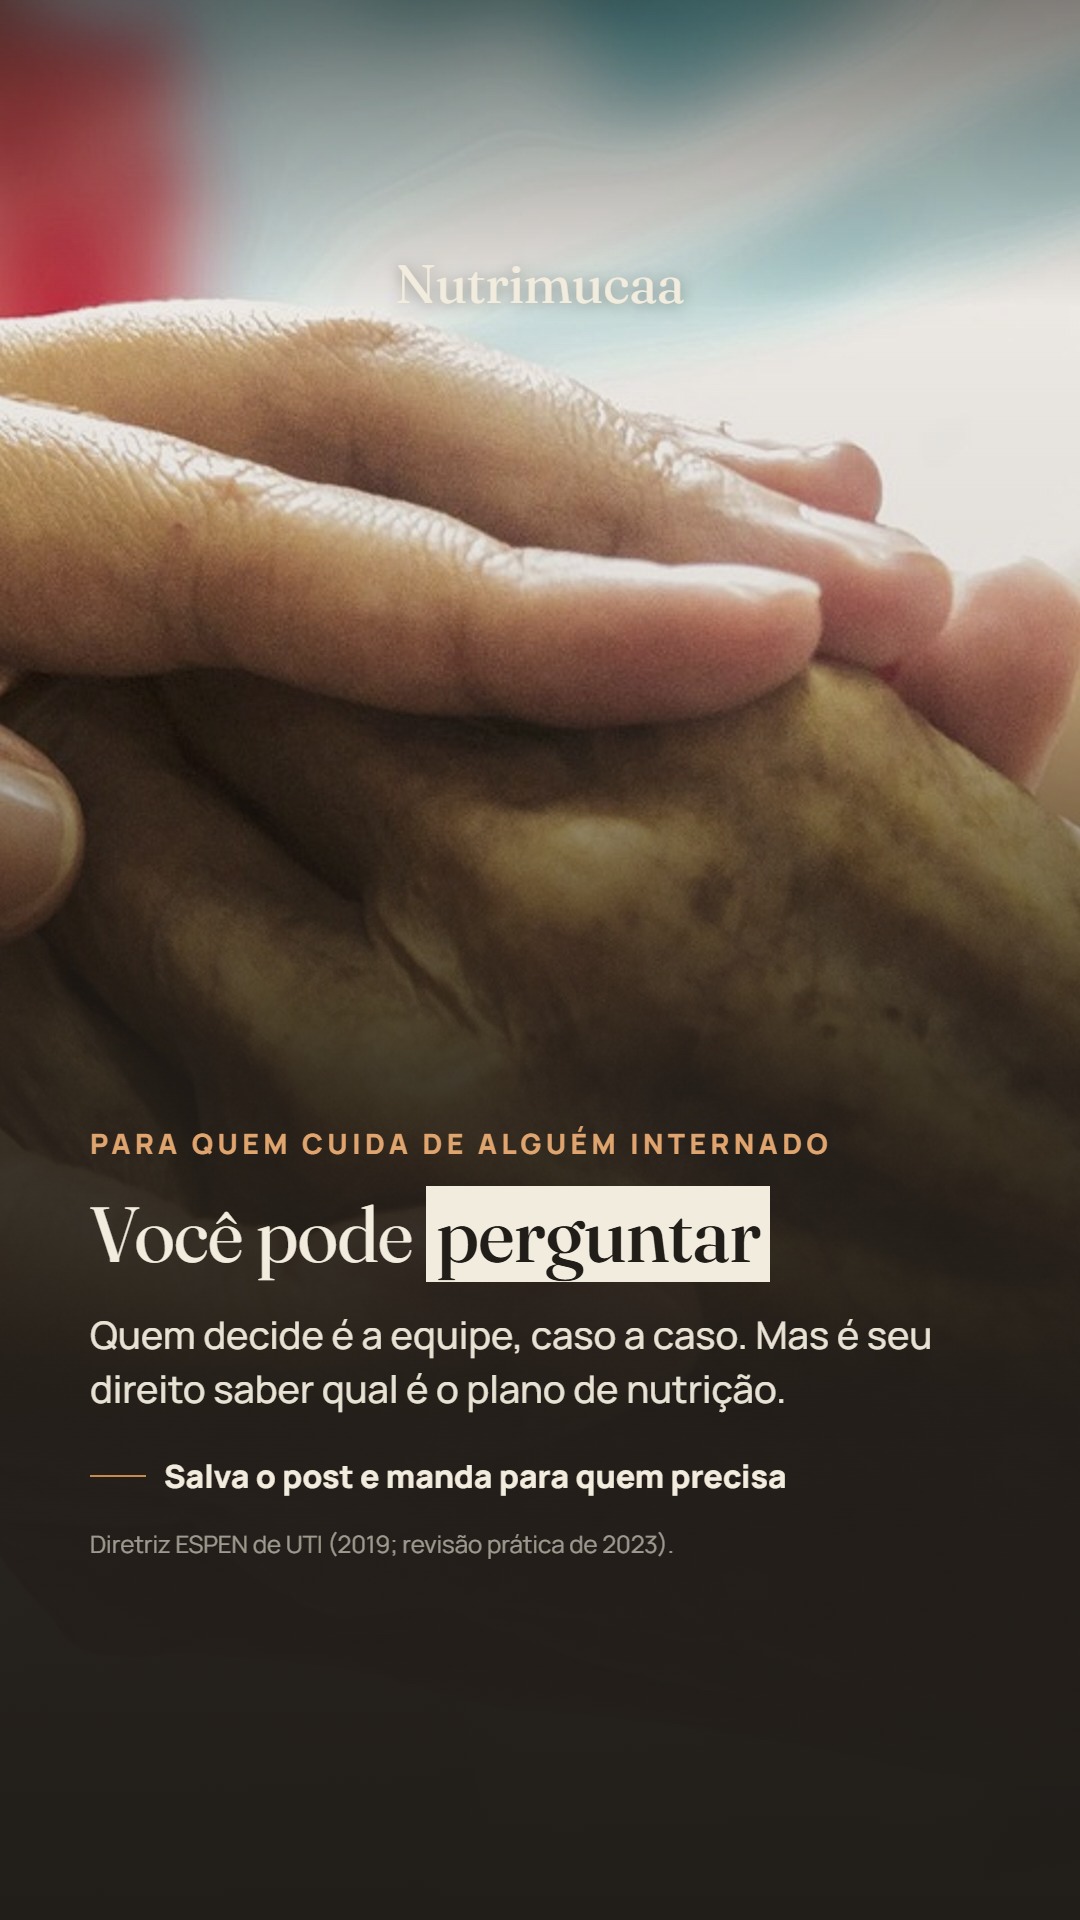 Nutrimucaa
PARA QUEM CUIDA DE ALGUÉM INTERNADO
Você pode perguntar
Quem decide é a equipe, caso a caso. Mas é seu
direito saber qual é o plano de nutrição.
Salva o post e manda para quem precisa
Diretriz ESPEN de UTI (2019; revisão prática de 2023).